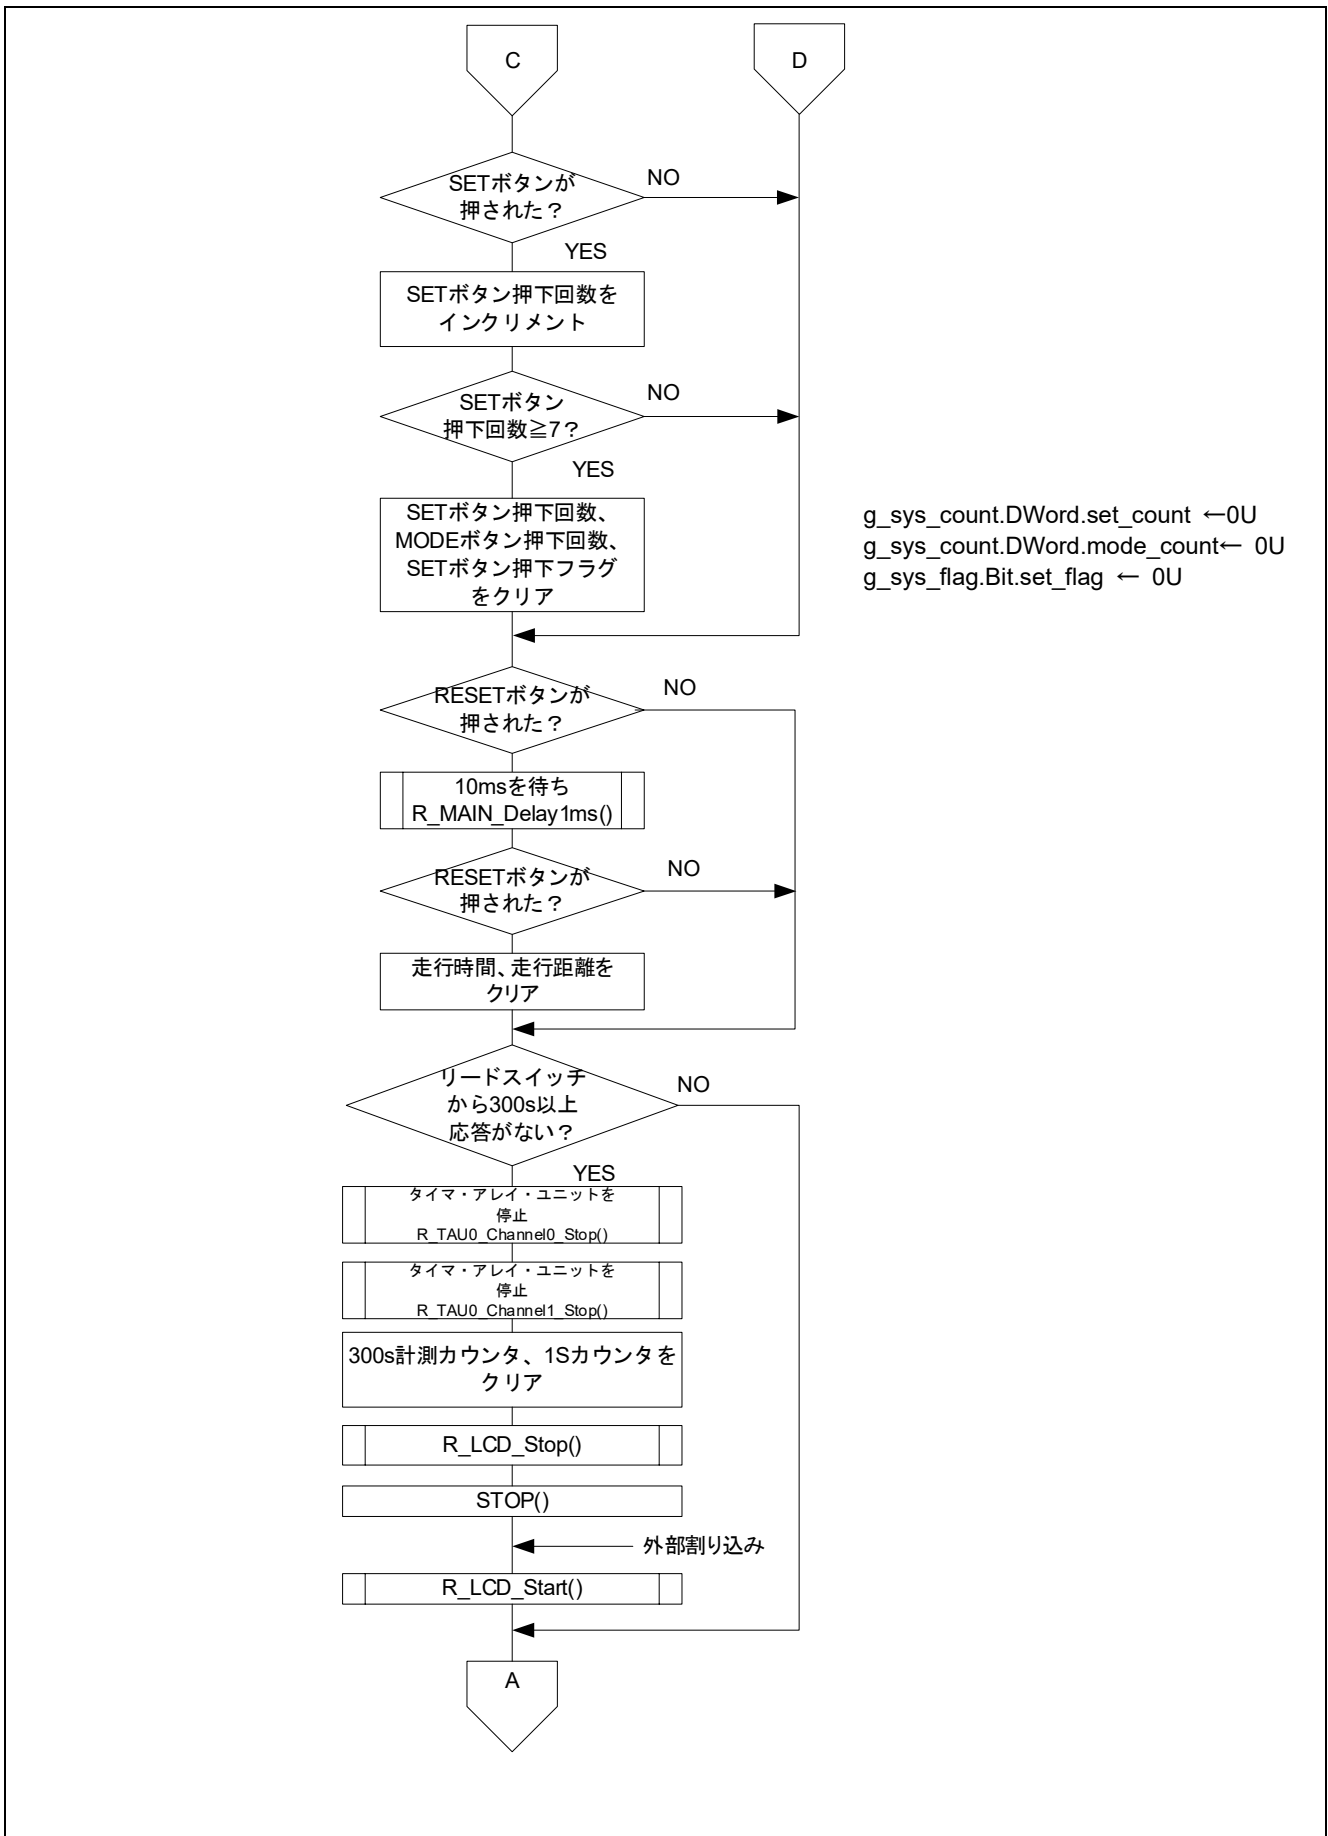 C
D
SETボタンが
押された？
NO
YES
SETボタン押下回数を
インクリメント
SETボタン
押下回数≧7？
NO
YES
SETボタン押下回数、
MODEボタン押下回数、
SETボタン押下フラグ
をクリア
g_sys_count.DWord.set_count ←0U
g_sys_count.DWord.mode_count← 0U
g_sys_flag.Bit.set_flag ← 0U
RESETボタンが
押された？
NO
10msを待ち
R_MAIN_Delay1ms()
RESETボタンが
押された？
NO
走行時間、走行距離を
クリア
リードスイッチ
から300s以上
応答がない？
NO
YES
タイマ・アレイ・ユニットを
停止
R_TAU0_Channel0_Stop()
タイマ・アレイ・ユニットを
停止
R_TAU0_Channel1_Stop()
300s計測カウンタ、1Sカウンタを
クリア
R_LCD_Stop()
STOP()
外部割り込み
R_LCD_Start()
A